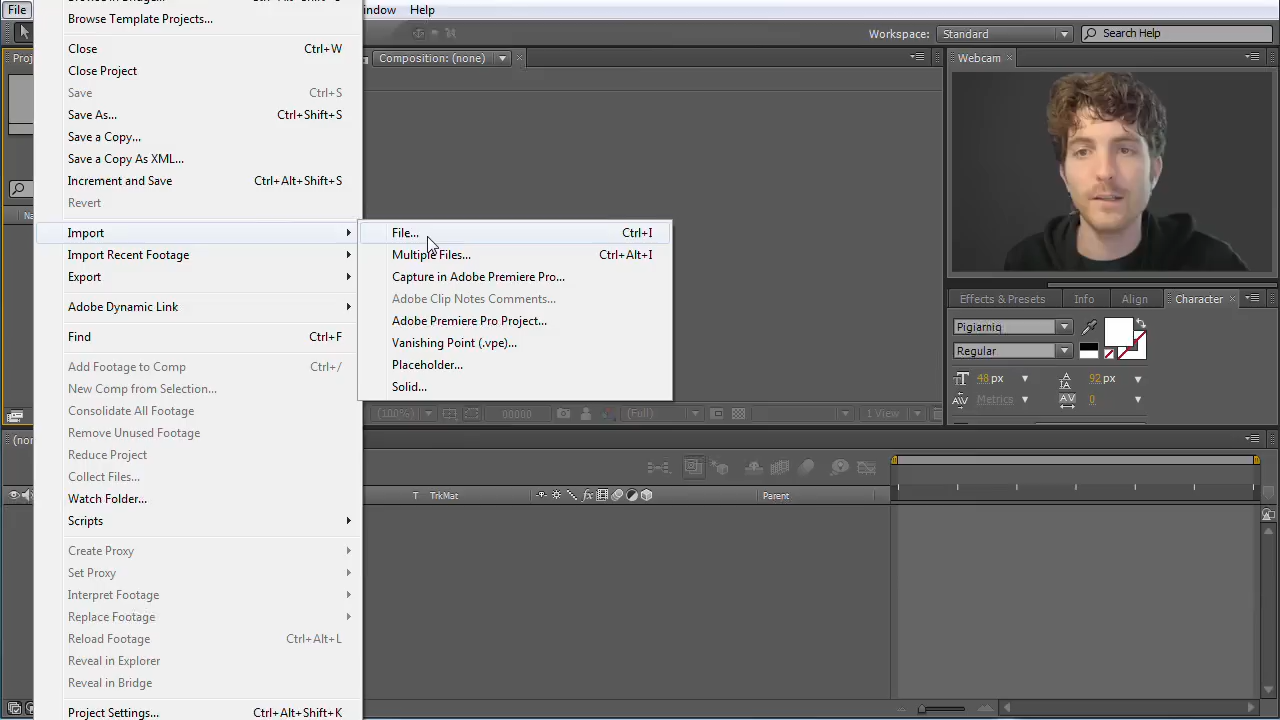 File
Help
Browse Template Projects...
Workspace: Standard
Search Help
Close Ctrl+W
Composition: (none)
Webcam
Close Project
Save Ctrl+S
Save As... Ctrl+Shift+S
Save a Copy...
Save a Copy As XML...
Increment and Save Ctrl+Alt+Shift+S
Revert
Import
File... Ctrl+I
Import Recent Footage
Multiple Files... Ctrl+Alt+I
Export
Capture in Adobe Premiere Pro...
Adobe Clip Notes Comments...
Adobe Dynamic Link
Adobe Premiere Pro Project...
Find Ctrl+F
Vanishing Point (.vpe)...
Placeholder...
Solid...
Effects & Presets
Info
Align
Character
Pigiarniq
Regular
48 px
92 px
Metrics
0
Add Footage to Comp Ctrl+/
New Comp from Selection...
Consolidate All Footage
(100%)
00000
(Full)
1 View
Remove Unused Footage
Reduce Project
Collect Files...
Watch Folder...
T TrkMat
fx
Parent
Scripts
Create Proxy
Set Proxy
Interpret Footage
Replace Footage
Reload Footage Ctrl+Alt+L
Reveal in Explorer
Reveal in Bridge
Project Settings... Ctrl+Alt+Shift+K